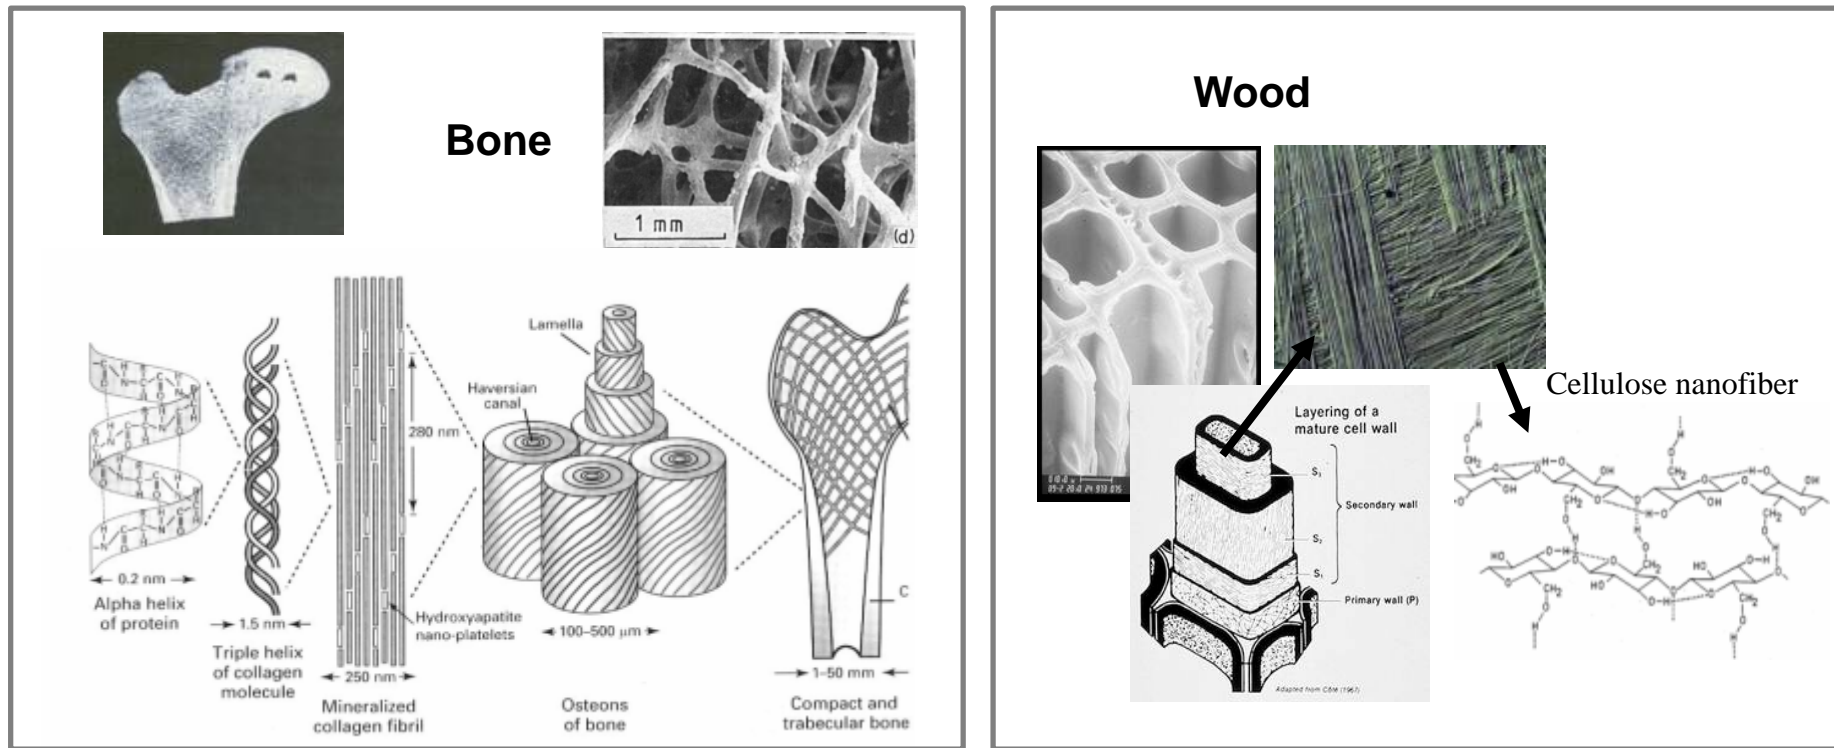 Bone
1 mm
(d)
Lamella
Haversian
canal
280 nm
0.2 nm
Alpha helix
of protein
1.5 nm
Triple helix
of collagen
molecule
Hydroxyapatite
nano-platelets
250 nm
Mineralized
collagen fibril
100–500 μm
Osteons
of bone
C
1–50 mm
Compact and
trabecular bone
Wood
Cellulose nanofiber
Layering of a
mature cell wall
S₃
Secondary wall
S₂
S₁
Primary wall (P)
Adapted from Côté (1967)